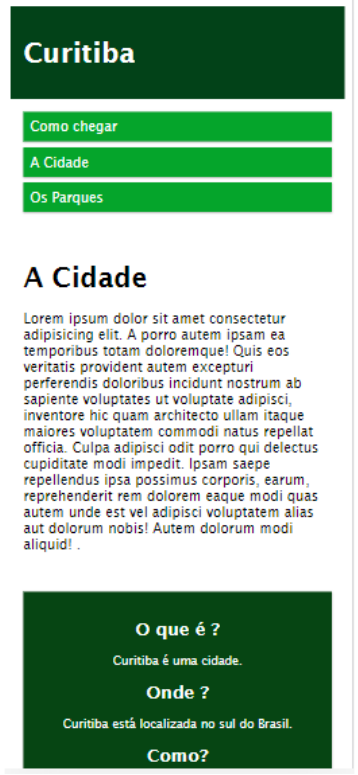 Curitiba
Como chegar
A Cidade
Os Parques
A Cidade
Lorem ipsum dolor sit amet consectetur
adipisicing elit. A porro autem ipsam ea
temporibus totam doloremque! Quis eos
veritatis provident autem excepturi
perferendis doloribus incidunt nostrum ab
sapiente voluptates ut voluptate adipisci,
inventore hic quam architecto ullam itaque
maiores voluptatem commodi natus repellat
officia. Culpa adipisci odit porro qui delectus
cupiditate modi impedit. Ipsam saepe
repellendus ipsa possimus corporis, earum,
reprehenderit rem dolorem eaque modi quas
autem unde est vel adipisci voluptatem alias
aut dolorum nobis! Autem dolorum modi
aliquid! .
O que é ?
Curitiba é uma cidade.
Onde ?
Curitiba está localizada no sul do Brasil.
Como?